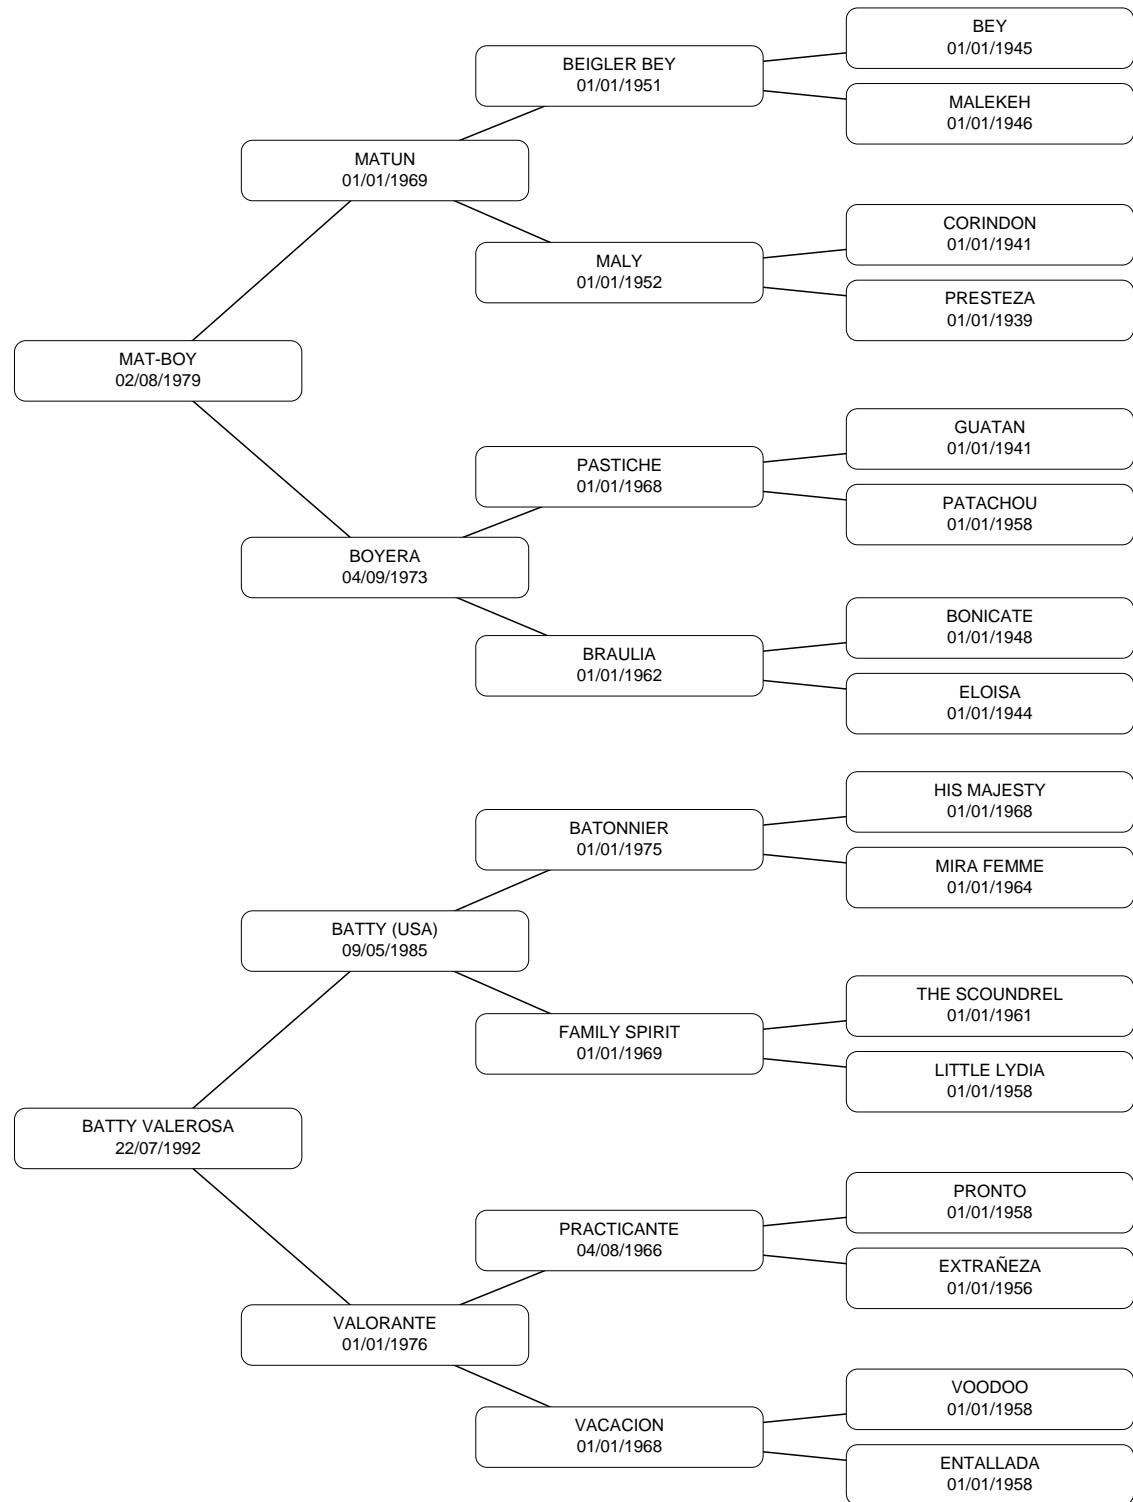 BEY
01/01/1945
BEIGLER BEY
01/01/1951
MALEKEH
01/01/1946
MATUN
01/01/1969
CORINDON
01/01/1941
MALY
01/01/1952
PRESTEZA
01/01/1939
MAT-BOY
02/08/1979
GUATAN
01/01/1941
PASTICHE
01/01/1968
PATACHOU
01/01/1958
BOYERA
04/09/1973
BONICATE
01/01/1948
BRAULIA
01/01/1962
ELOISA
01/01/1944
HIS MAJESTY
01/01/1968
BATONNIER
01/01/1975
MIRA FEMME
01/01/1964
BATTY (USA)
09/05/1985
THE SCOUNDREL
01/01/1961
FAMILY SPIRIT
01/01/1969
LITTLE LYDIA
01/01/1958
BATTY VALEROSA
22/07/1992
PRONTO
01/01/1958
PRACTICANTE
04/08/1966
EXTRAÑEZA
01/01/1956
VALORANTE
01/01/1976
VOODOO
01/01/1958
VACACION
01/01/1968
ENTALLADA
01/01/1958